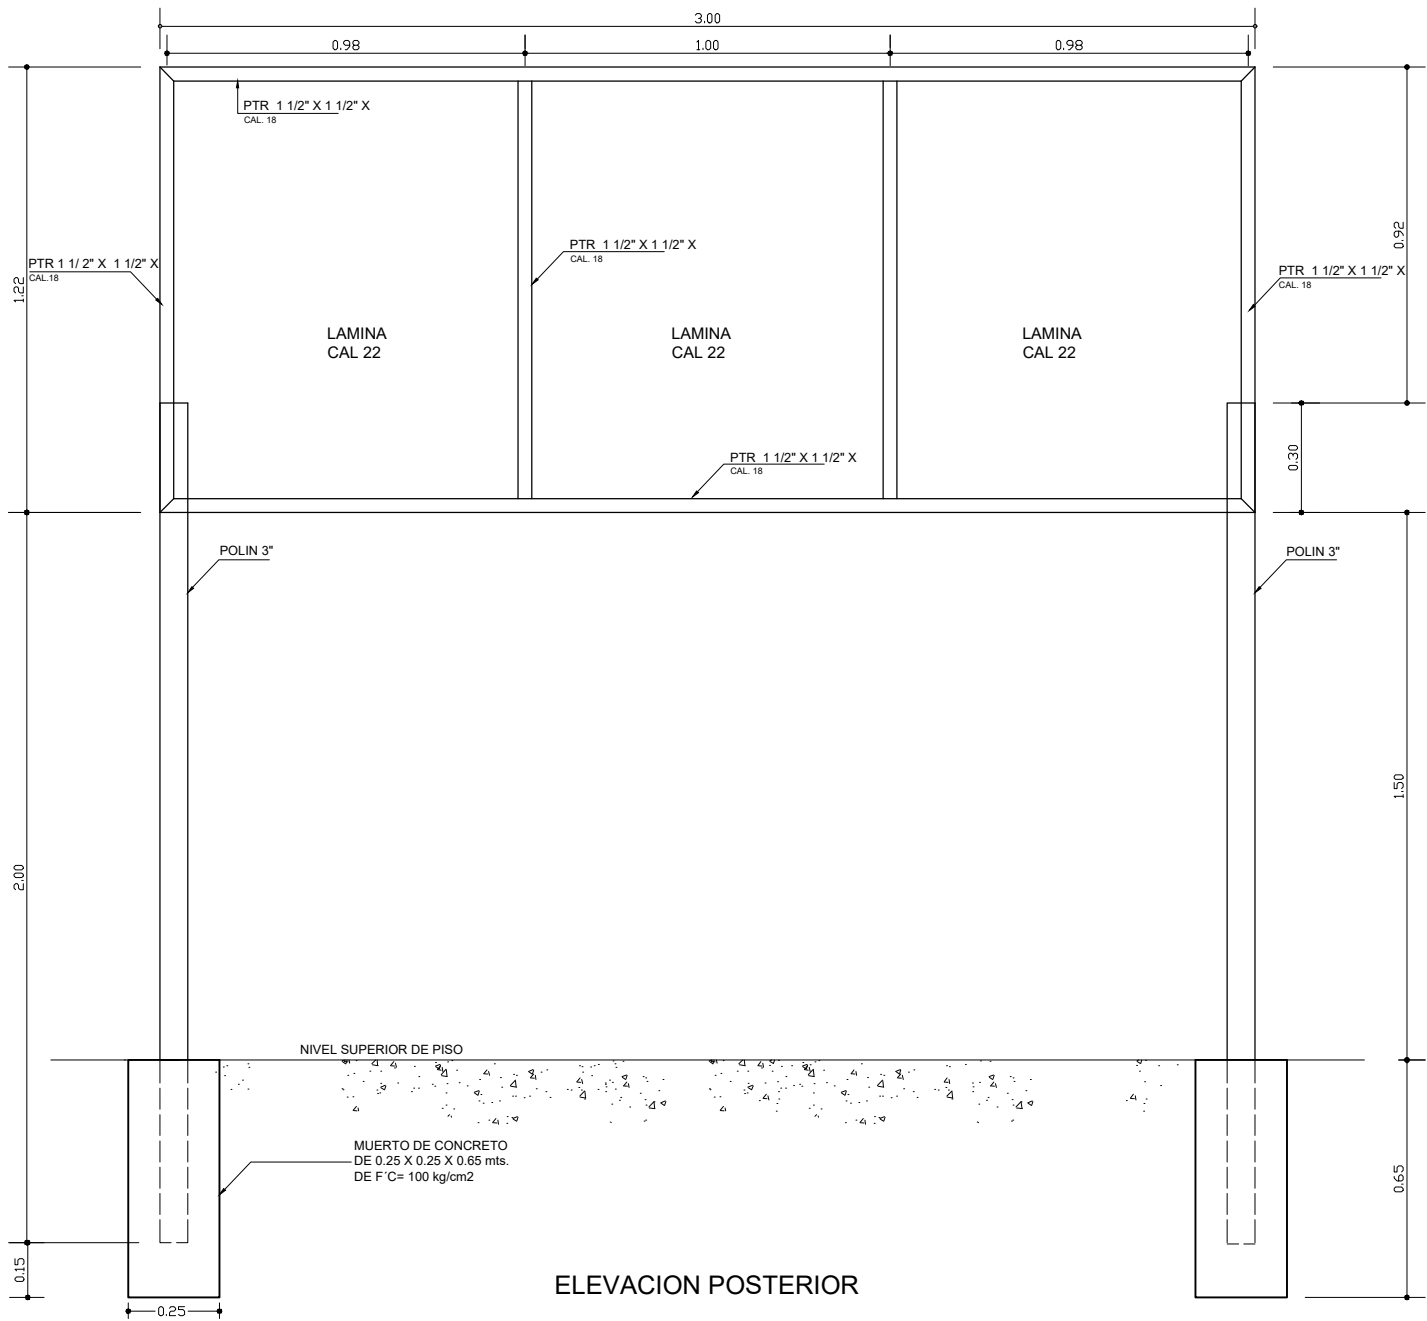 3.00
0.98
1.00
0.98
PTR 1 1/2" X 1 1/2" X
CAL. 18
PTR 1 1/2" X 1 1/2" X
CAL. 18
0.92
PTR 1 1/ 2" X 1 1/2" X
CAL.18
PTR 1 1/2" X 1 1/2" X
CAL. 18
1.22
LAMINA
CAL 22
LAMINA
CAL 22
LAMINA
CAL 22
PTR 1 1/2" X 1 1/2" X
CAL. 18
0.30
POLIN 3"
POLIN 3"
1.50
2.00
NIVEL SUPERIOR DE PISO
MUERTO DE CONCRETO
DE 0.25 X 0.25 X 0.65 mts.
DE F´C= 100 kg/cm2
0.65
0.15
ELEVACION POSTERIOR
0.25